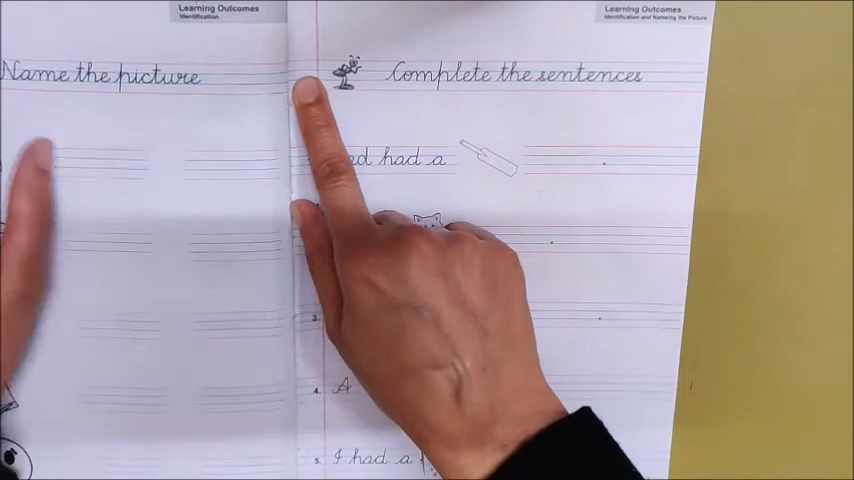 Learning Outcomes
Identification
Name the picture
Learning Outcomes
Identification and Naming the Picture
Complete the sentences
had a .
.
3. .
4. A
5. I had a